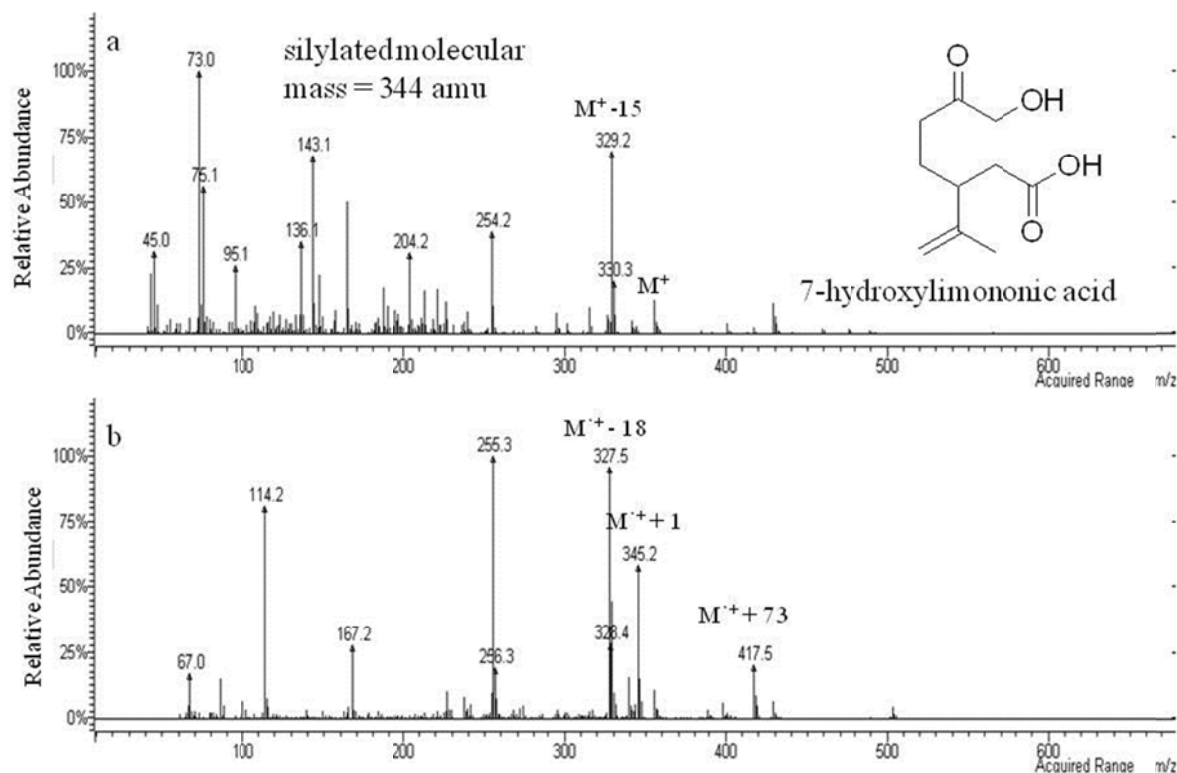 a
silylated molecular
mass = 344 amu
Relative Abundance
100%
75%
50%
25%
0%
73.0
75.1
45.0
95.1
136.1
143.1
204.2
254.2
M⁺-15
329.2
330.3
M⁺
O
OH
OH
O
7-hydroxylimononic acid
100
200
300
400
500
600
Acquired Range m/z
b
Relative Abundance
100%
75%
50%
25%
0%
67.0
114.2
167.2
255.3
256.3
M·⁺- 18
327.5
328.4
M·⁺+ 1
345.2
M·⁺+ 73
417.5
100
200
300
400
500
600
Acquired Range m/z